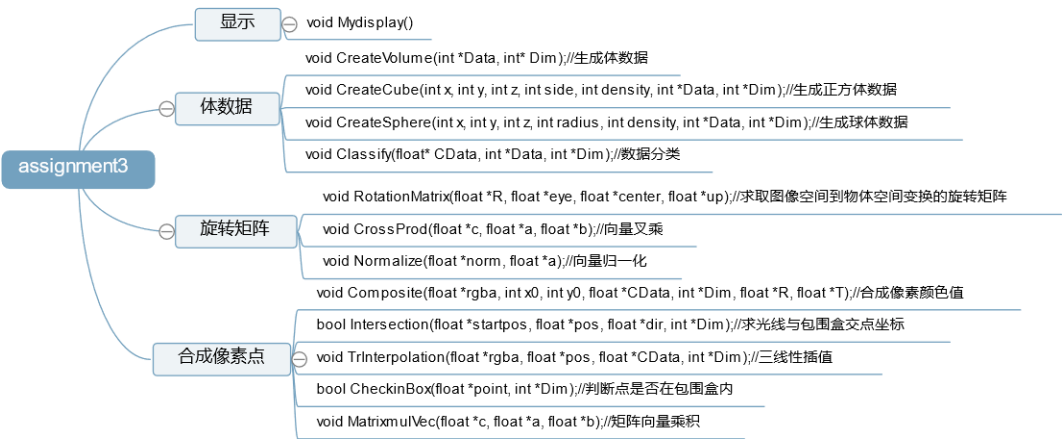 assignment3
显示
void Mydisplay()
体数据
void CreateVolume(int *Data, int* Dim);//生成体数据
void CreateCube(int x, int y, int z, int side, int density, int *Data, int *Dim);//生成正方体数据
void CreateSphere(int x, int y, int z, int radius, int density, int *Data, int *Dim);//生成球体数据
void Classify(float* CData, int *Data, int *Dim);//数据分类
旋转矩阵
void RotationMatrix(float *R, float *eye, float *center, float *up);//求取图像空间到物体空间变换的旋转矩阵
void CrossProd(float *c, float *a, float *b);//向量叉乘
void Normalize(float *norm, float *a);//向量归一化
合成像素点
void Composite(float *rgba, int x0, int y0, float *CData, int *Dim, float *R, float *T);//合成像素颜色值
bool Intersection(float *startpos, float *pos, float *dir, int *Dim);//求光线与包围盒交点坐标
void TrInterpolation(float *rgba, float *pos, float *CData, int *Dim);//三线性插值
bool CheckinBox(float *point, int *Dim);//判断点是否在包围盒内
void MatrixmulVec(float *c, float *a, float *b);//矩阵向量乘积